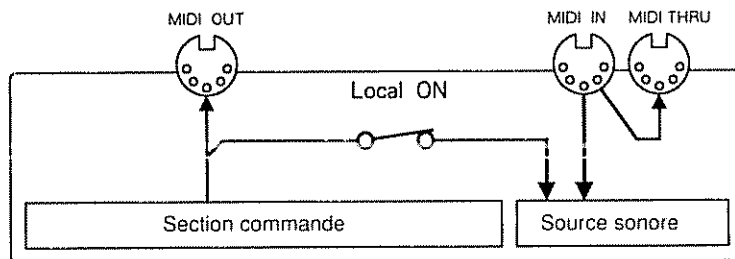 MIDI OUT
MIDI IN
MIDI THRU
Local ON
Section commande
Source sonore